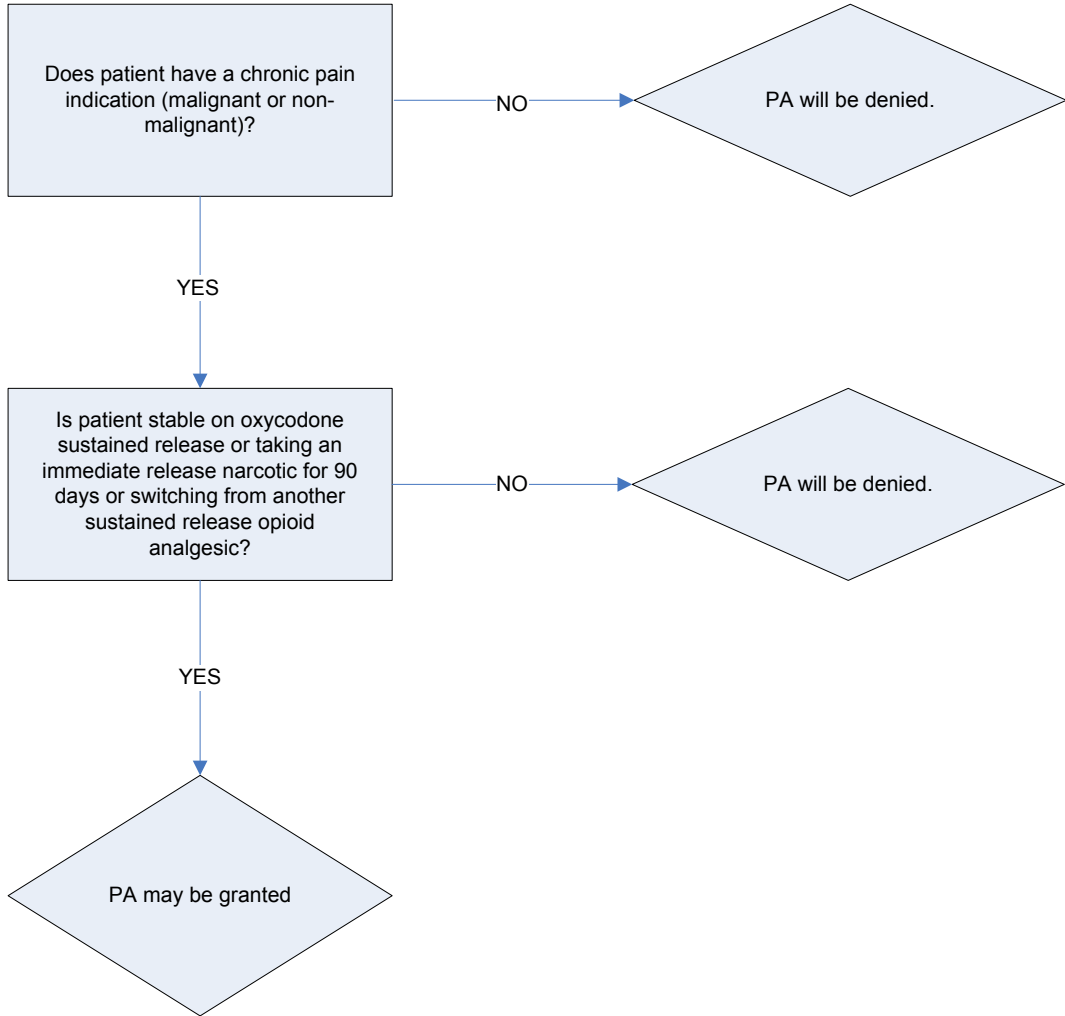 Does patient have a chronic pain
indication (malignant or non-
malignant)?
NO
PA will be denied.
YES
Is patient stable on oxycodone
sustained release or taking an
immediate release narcotic for 90
days or switching from another
sustained release opioid
analgesic?
NO
PA will be denied.
YES
PA may be granted